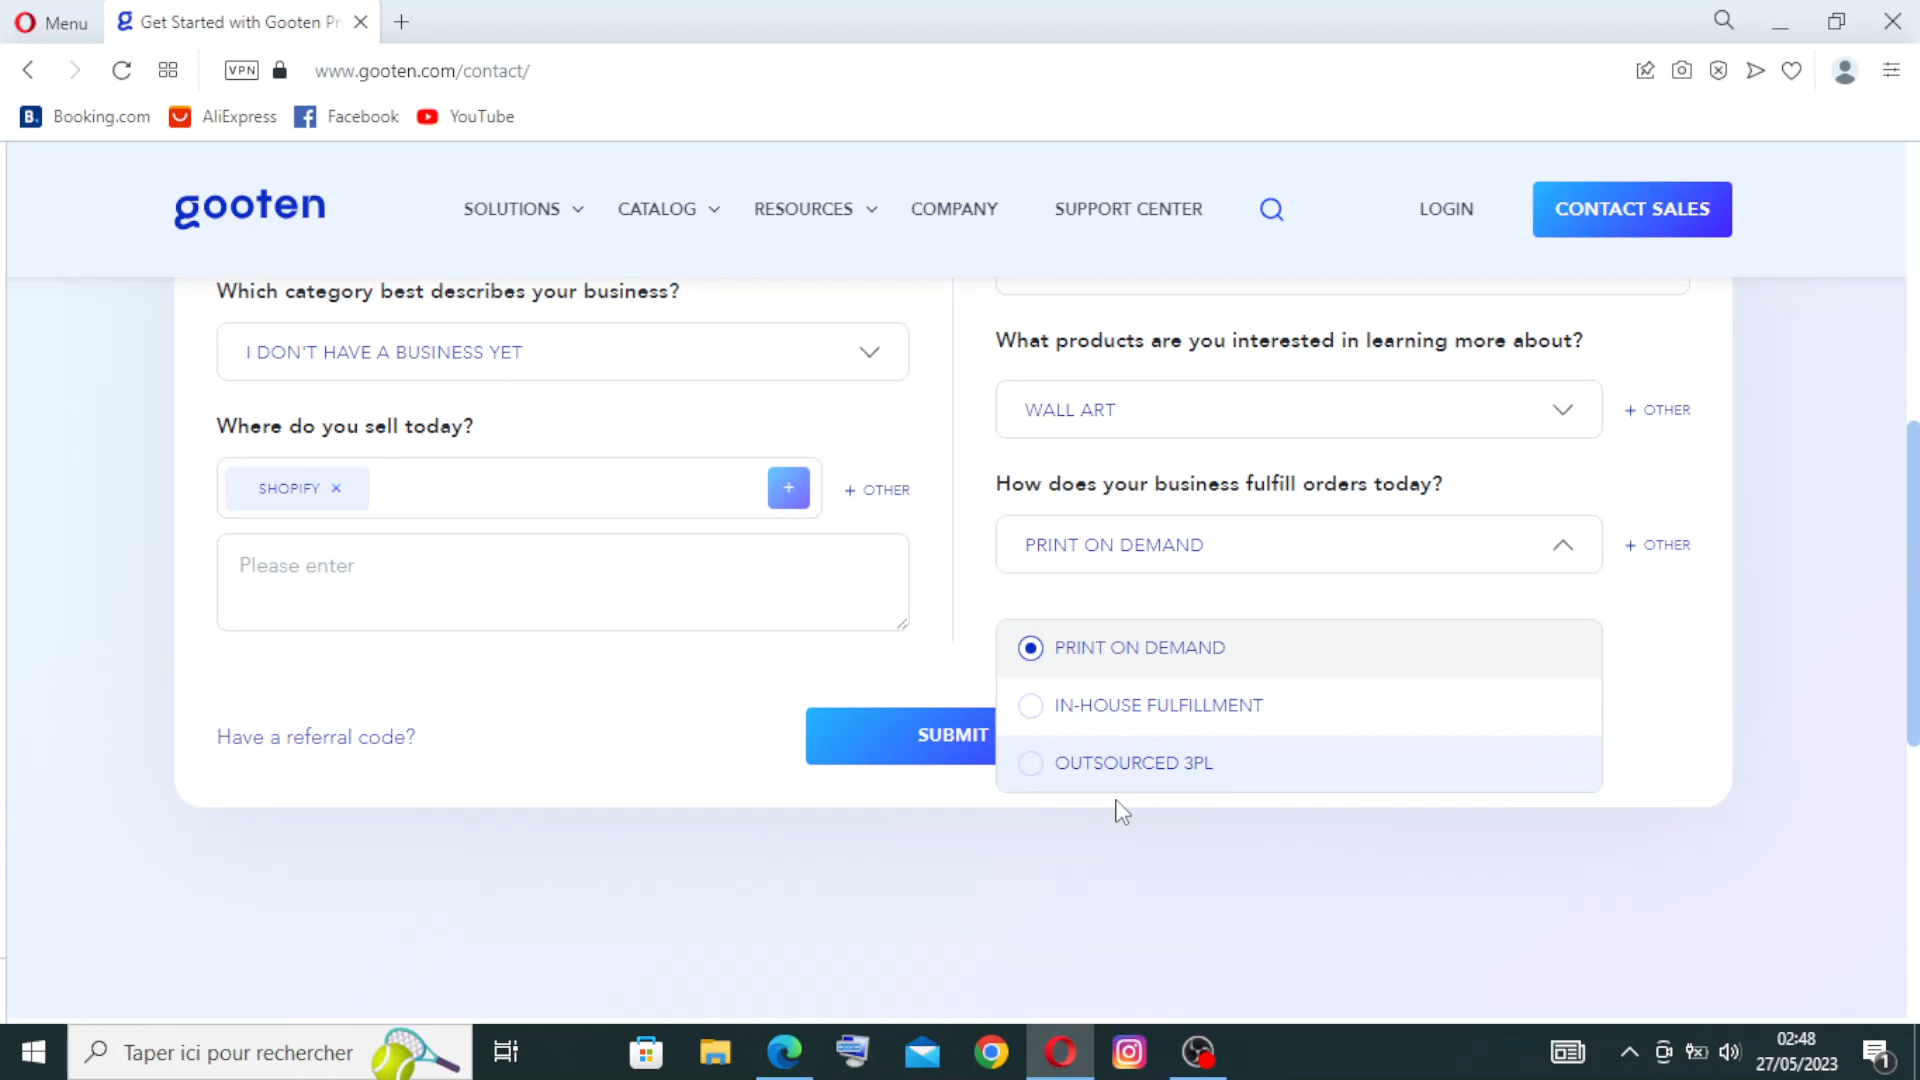 Menu
Get Started with Gooten Pr
VPN
www.gooten.com/contact/
B. Booking.com
AliExpress
Facebook
YouTube
gooten
SOLUTIONS
CATALOG
RESOURCES
COMPANY
SUPPORT CENTER
LOGIN
CONTACT SALES
Which category best describes your business?
I DON'T HAVE A BUSINESS YET
Where do you sell today?
SHOPIFY ×
+
+ OTHER
Please enter
What products are you interested in learning more about?
WALL ART
+ OTHER
How does your business fulfill orders today?
PRINT ON DEMAND
+ OTHER
PRINT ON DEMAND
IN-HOUSE FULFILLMENT
OUTSOURCED 3PL
Have a referral code?
SUBMIT
Taper ici pour rechercher
02:48
27/05/2023
1